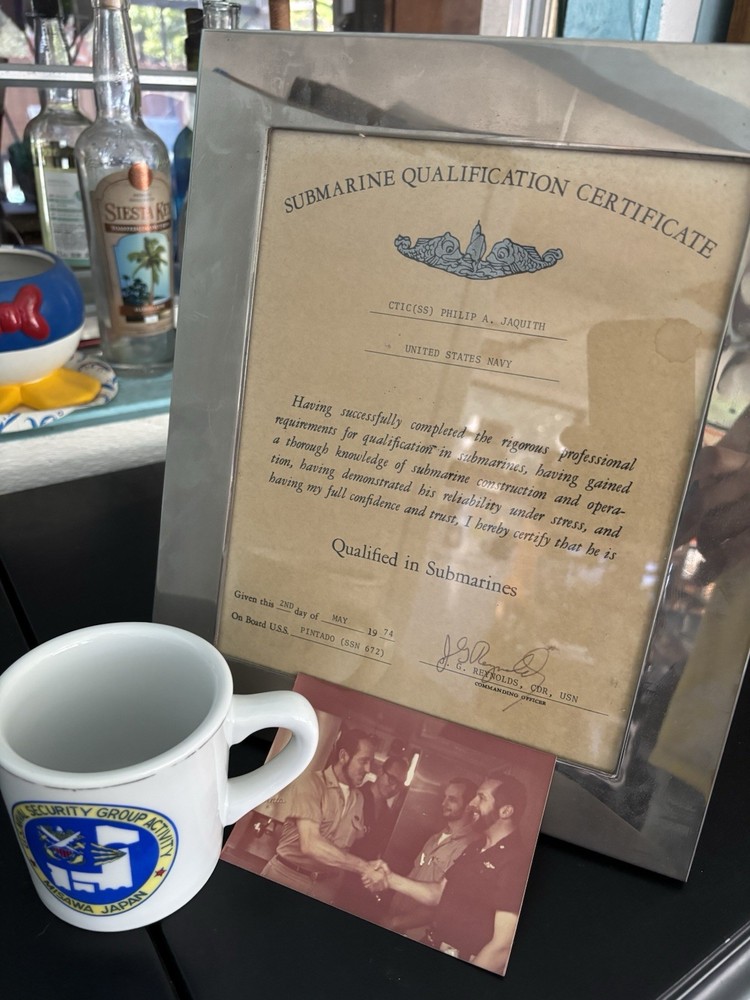 SIESTA KEY
SUBMARINE QUALIFICATION CERTIFICATE
CTIC(SS) PHILIP A. JAQUITH
UNITED STATES NAVY
Having successfully completed the rigorous professional
requirements for qualification in submarines, having gained
a thorough knowledge of submarine construction and opera-
tion, having demonstrated his reliability under stress, and
having my full confidence and trust, I hereby certify that he is
Qualified in Submarines
Given this 2ND day of MAY 19 74
On Board U.S.S. PINTADO (SSN 672)
J. G. Reynolds
J. G. REYNOLDS, CDR, USN
COMMANDING OFFICER
SECURITY GROUP ACTIVITY
MISAWA JAPAN